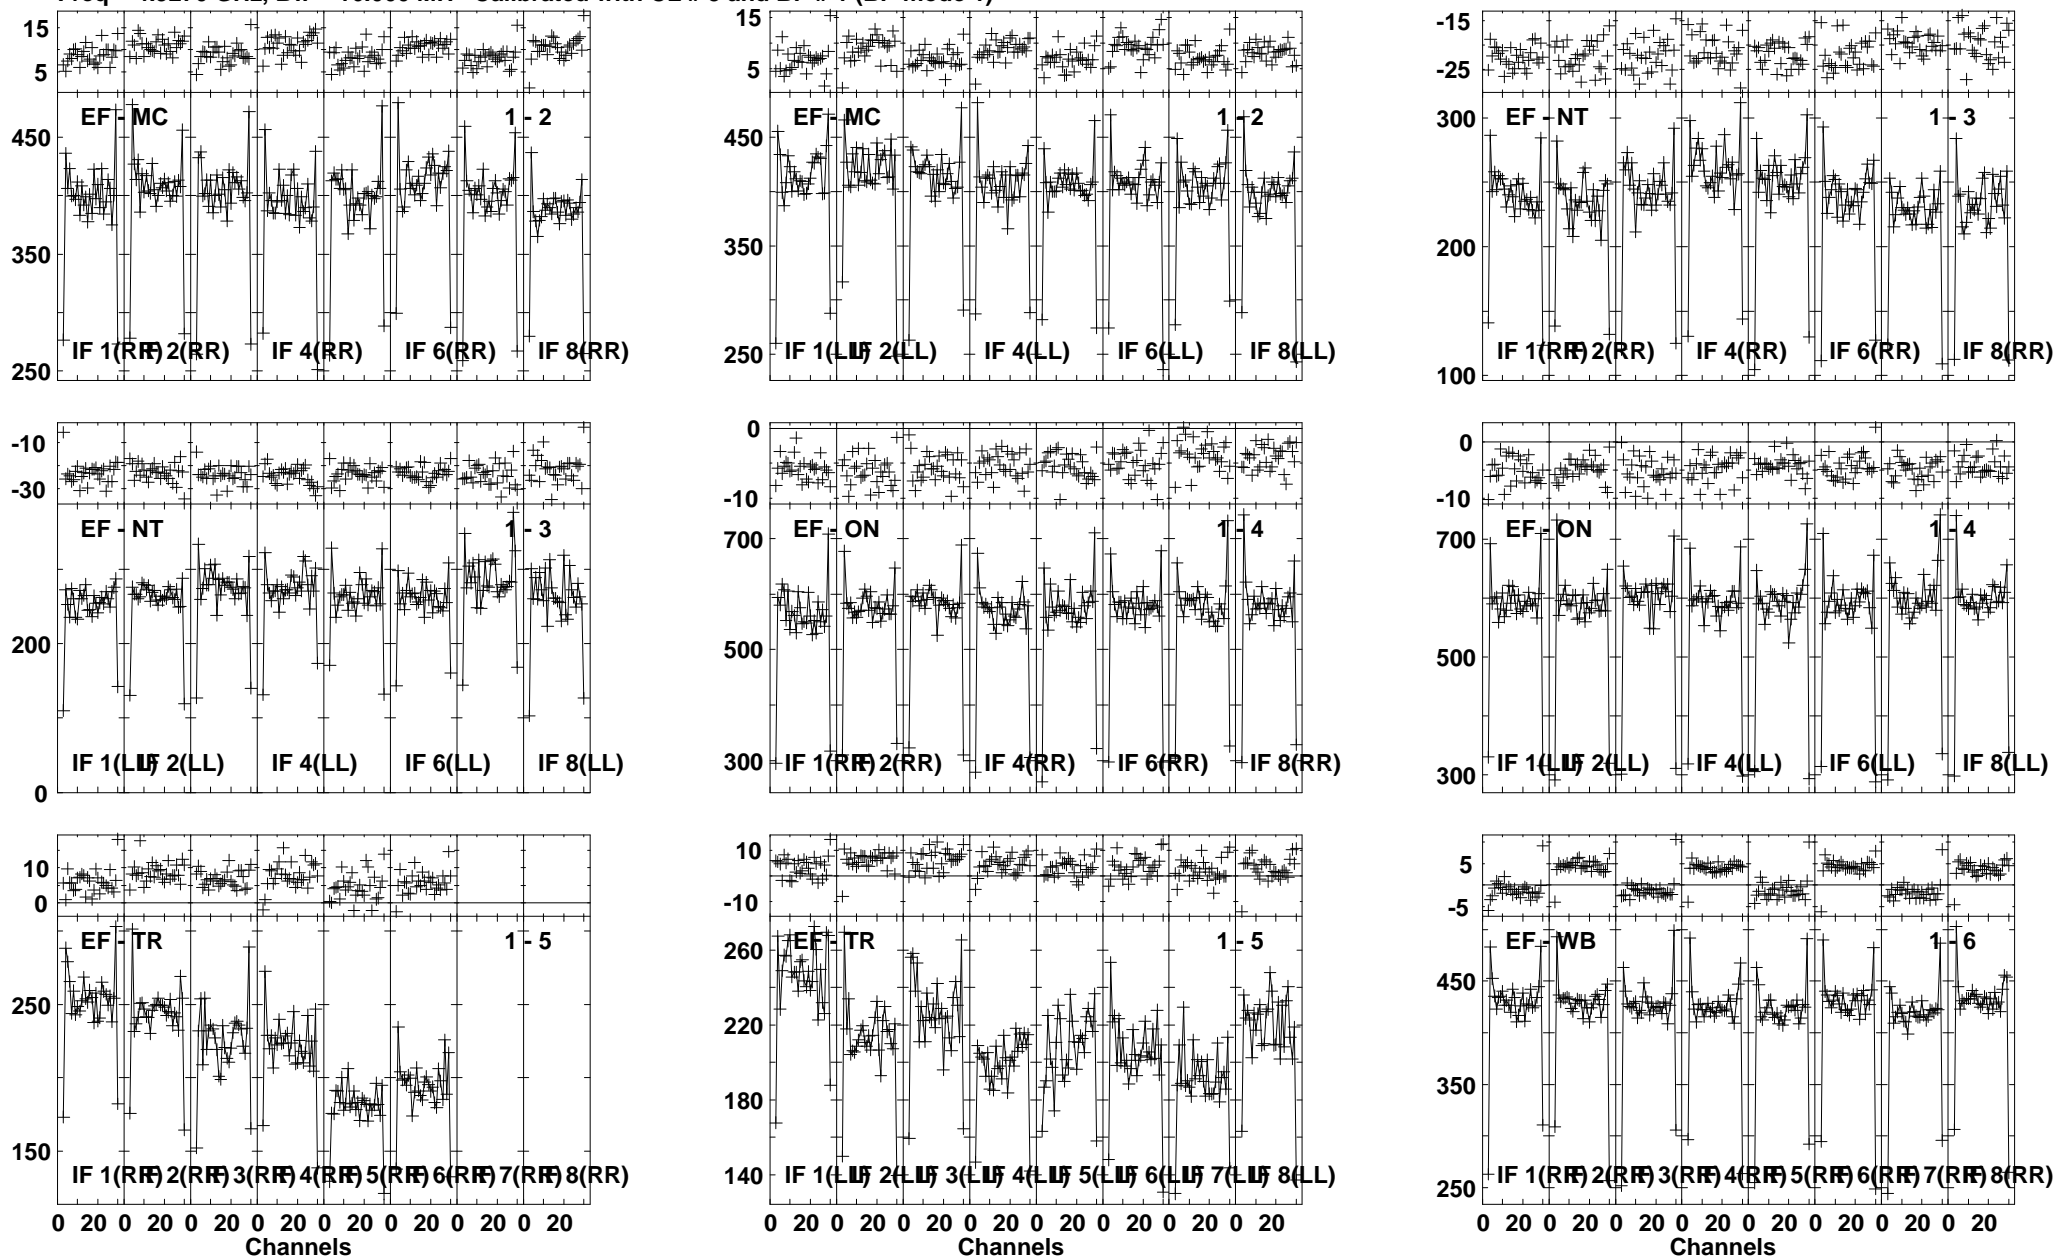 15 15 -15
5 5 -25
EF - MC 1 - 2 EF - MC 1 - 2 EF - NT 1 - 3
450 450 300
350 350 200
250 250 100
IF 1(RR) IF 2(RR) IF 4(RR) IF 6(RR) IF 8(RR) IF 1(LL) IF 2(LL) IF 4(LL) IF 6(LL) IF 8(LL) IF 1(RR) IF 2(RR) IF 4(RR) IF 6(RR) IF 8(RR)
-10 0 0
-30 -10 -10
EF - NT 1 - 3 EF - ON 1 - 4 EF - ON 1 - 4
700 700
200 500 500
IF 1(LL) IF 2(LL) IF 4(LL) IF 6(LL) IF 8(LL) IF 1(RR) IF 2(RR) IF 4(RR) IF 6(RR) IF 8(RR) IF 1(LL) IF 2(LL) IF 4(LL) IF 6(LL) IF 8(LL)
0 300 300
10 10 5
0 -10 -5
EF - TR 1 - 5 EF - TR 1 - 5 EF - WB 1 - 6
250 260 450
220
150 180 350
140 250
IF 1(RR) IF 2(RR) IF 3(RR) IF 4(RR) IF 5(RR) IF 6(RR) IF 7(RR) IF 8(RR) IF 1(LL) IF 2(LL) IF 3(LL) IF 4(LL) IF 5(LL) IF 6(LL) IF 7(LL) IF 8(LL) IF 1(RR) IF 2(RR) IF 3(RR) IF 4(RR) IF 5(RR) IF 6(RR) IF 7(RR) IF 8(RR)
0 20 0 20 0 20 0 20 0 20 0 20 0 20 0 20 0 20 0 20 0 20 0 20 0 20 0 20 0 20 0 20 0 20 0 20 0 20 0 20 0 20 0 20 0 20 0 20
Channels Channels Channels